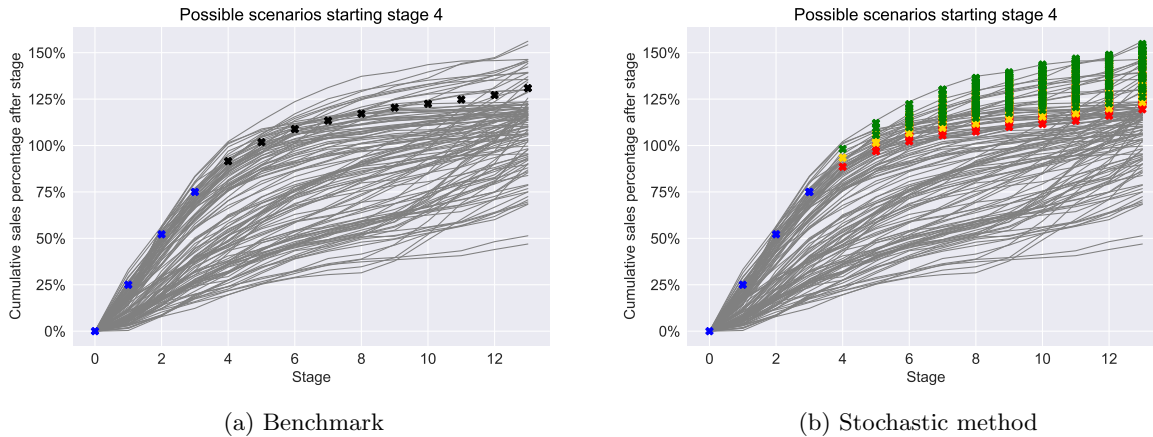 Possible scenarios starting stage 4
Cumulative sales percentage after stage
150%
125%
100%
75%
50%
25%
0%
0 2 4 6 8 10 12
Stage
(a) Benchmark
Possible scenarios starting stage 4
Cumulative sales percentage after stage
150%
125%
100%
75%
50%
25%
0%
0 2 4 6 8 10 12
Stage
(b) Stochastic method